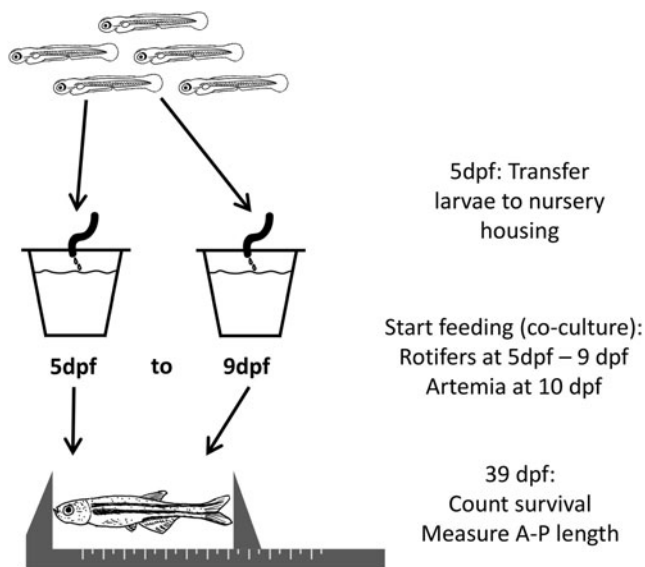 5dpf: Transfer
larvae to nursery
housing
5dpf to 9dpf
Start feeding (co-culture):
Rotifers at 5dpf – 9 dpf
Artemia at 10 dpf
39 dpf:
Count survival
Measure A-P length